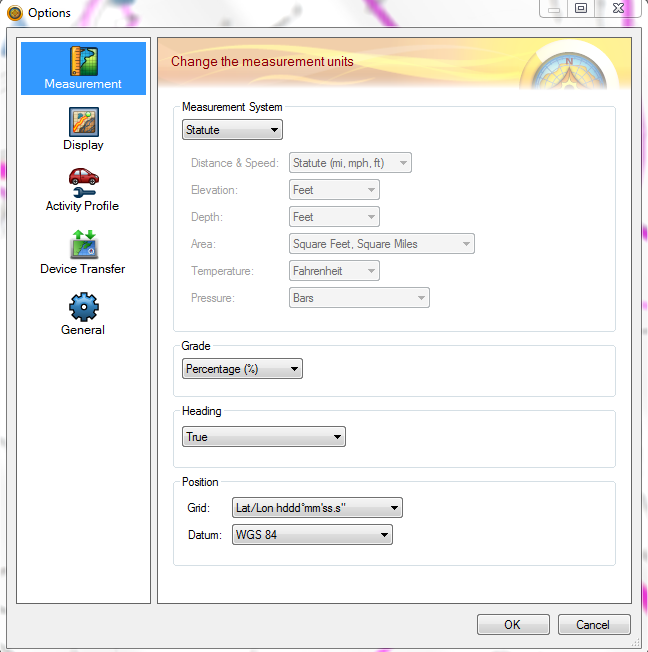 Options
Measurement
Display
Activity Profile
Device Transfer
General
Change the measurement units
N
Measurement System
Statute
Distance & Speed: Statute (mi, mph, ft)
Elevation: Feet
Depth: Feet
Area: Square Feet, Square Miles
Temperature: Fahrenheit
Pressure: Bars
Grade
Percentage (%)
Heading
True
Position
Grid: Lat/Lon hddd°mm'ss.s"
Datum: WGS 84
OK Cancel